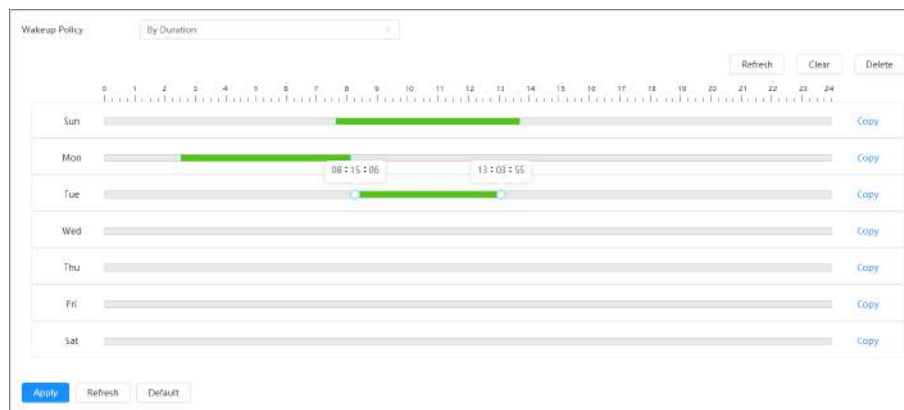 Wakeup Policy By Duration
Refresh Clear Delete
0 1 2 3 4 5 6 7 8 9 10 11 12 13 14 15 16 17 18 19 20 21 22 23 24
Sun Copy
Mon Copy
08 : 15 : 06 13 : 03 : 55
Tue Copy
Wed Copy
Thu Copy
Fri Copy
Sat Copy
Apply Refresh Default